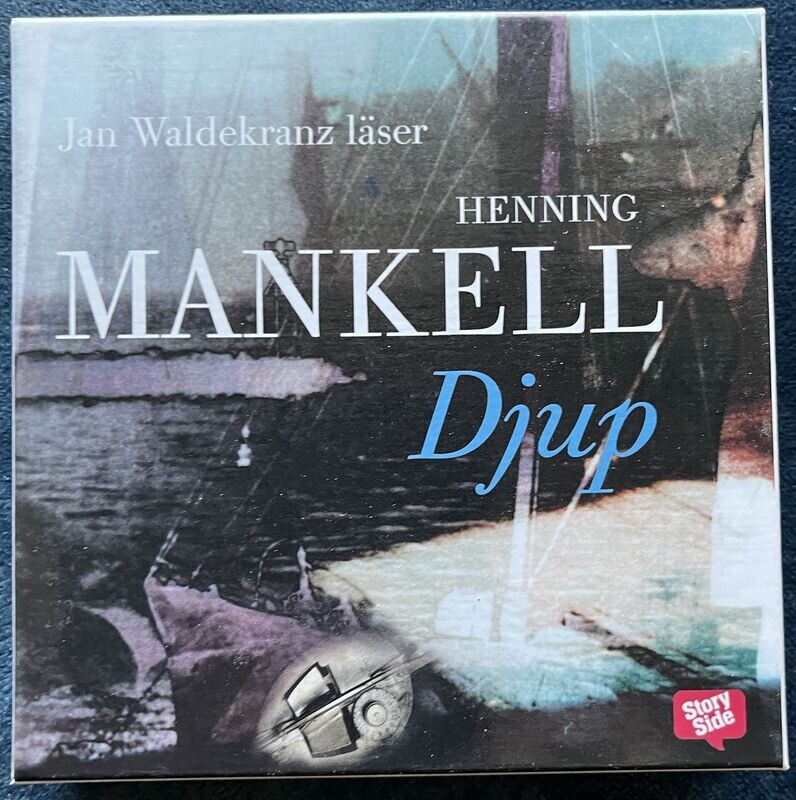 Jan Waldekranz läser
HENNING
MANKELL
Djup
Story
Side